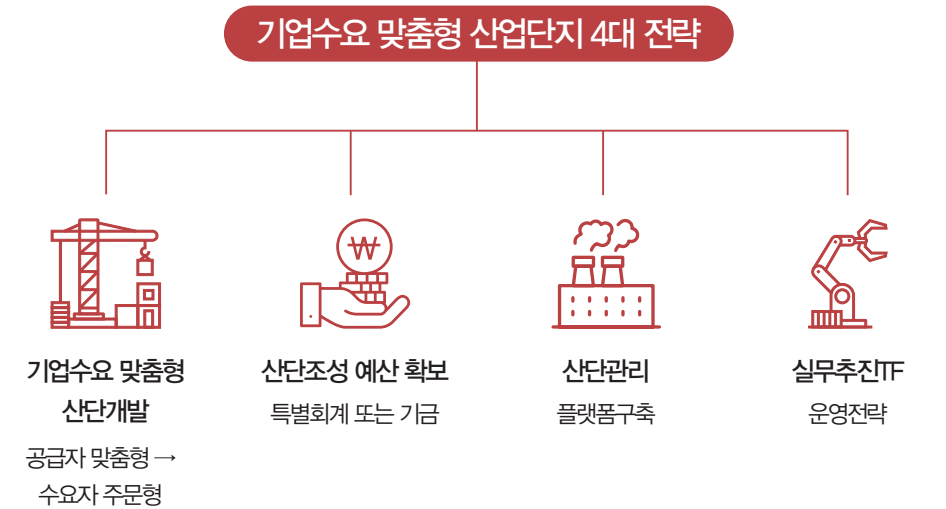 기업수요 맞춤형 산업단지 4대 전략
₩
기업수요 맞춤형
산단개발
공급자 맞춤형 →
수요자 주문형
산단조성 예산 확보
특별회계 또는 기금
산단관리
플랫폼구축
실무추진TF
운영전략